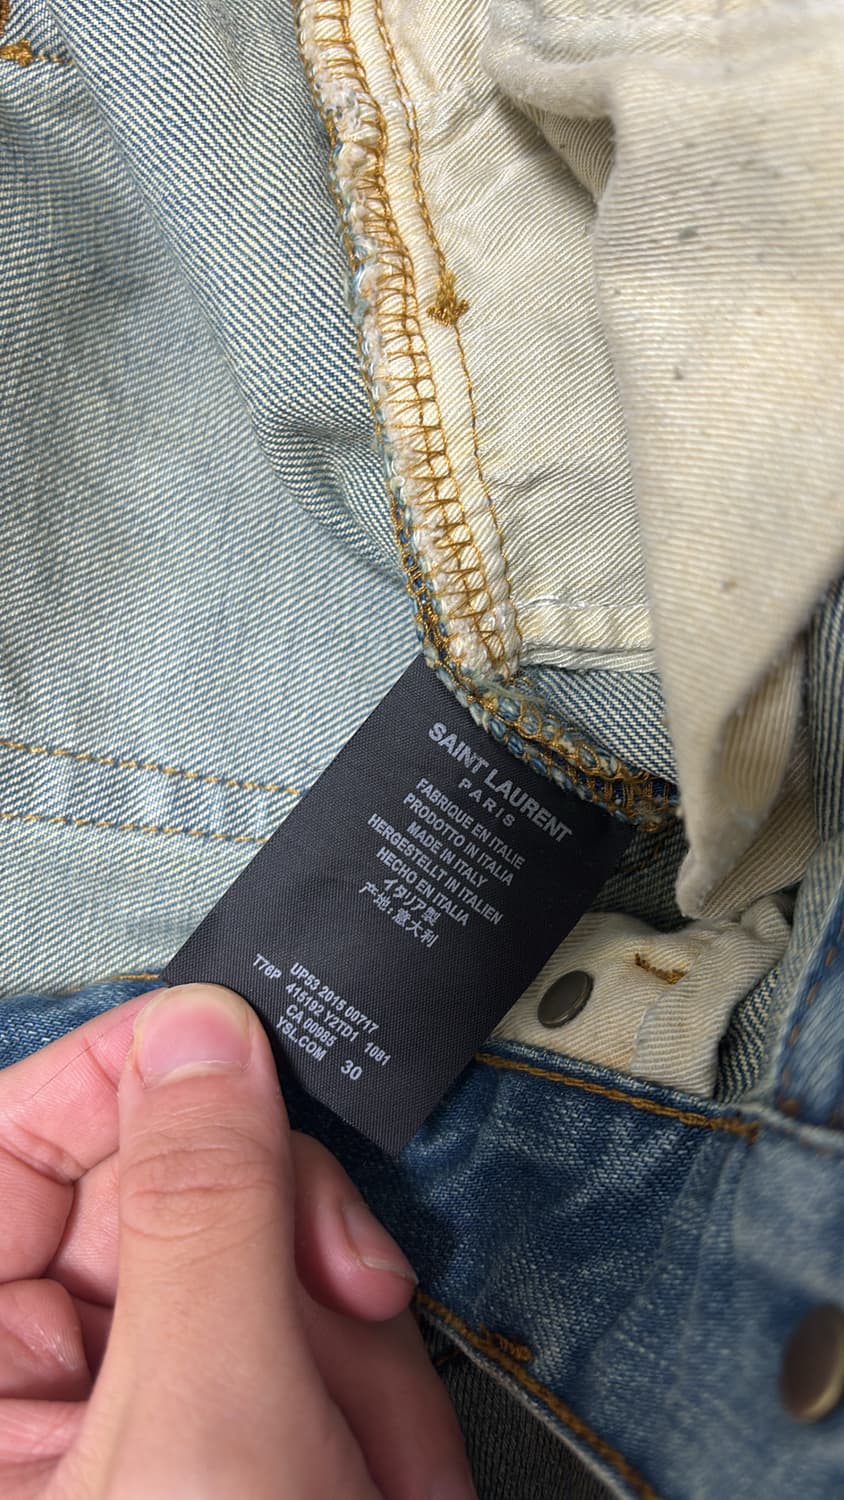 SAINT LAURENT
PARIS
FABRIQUE EN ITALIE
PRODOTTO IN ITALIA
MADE IN ITALY
HERGESTELLT IN ITALIEN
HECHO EN ITALIA
イタリア製
产地:意大利
UPS3 2015 00717
T76P 415192 Y2TD1 1081
CA 00985
YSL.COM 30